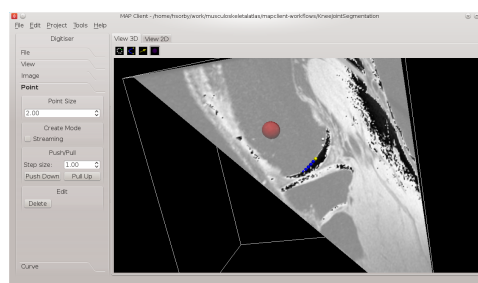 MAP Client - /home/hsorby/work/musculoskeletalatlas/mapclient-workflows/KneeJointSegmentation
File Edit Project Tools Help
Digitiser
File
View
Image
Point
Point Size
2.00
Create Mode
Streaming
Push/Pull
Step size: 1.00
Push Down Pull Up
Edit
Delete
Curve
View 3D View 2D